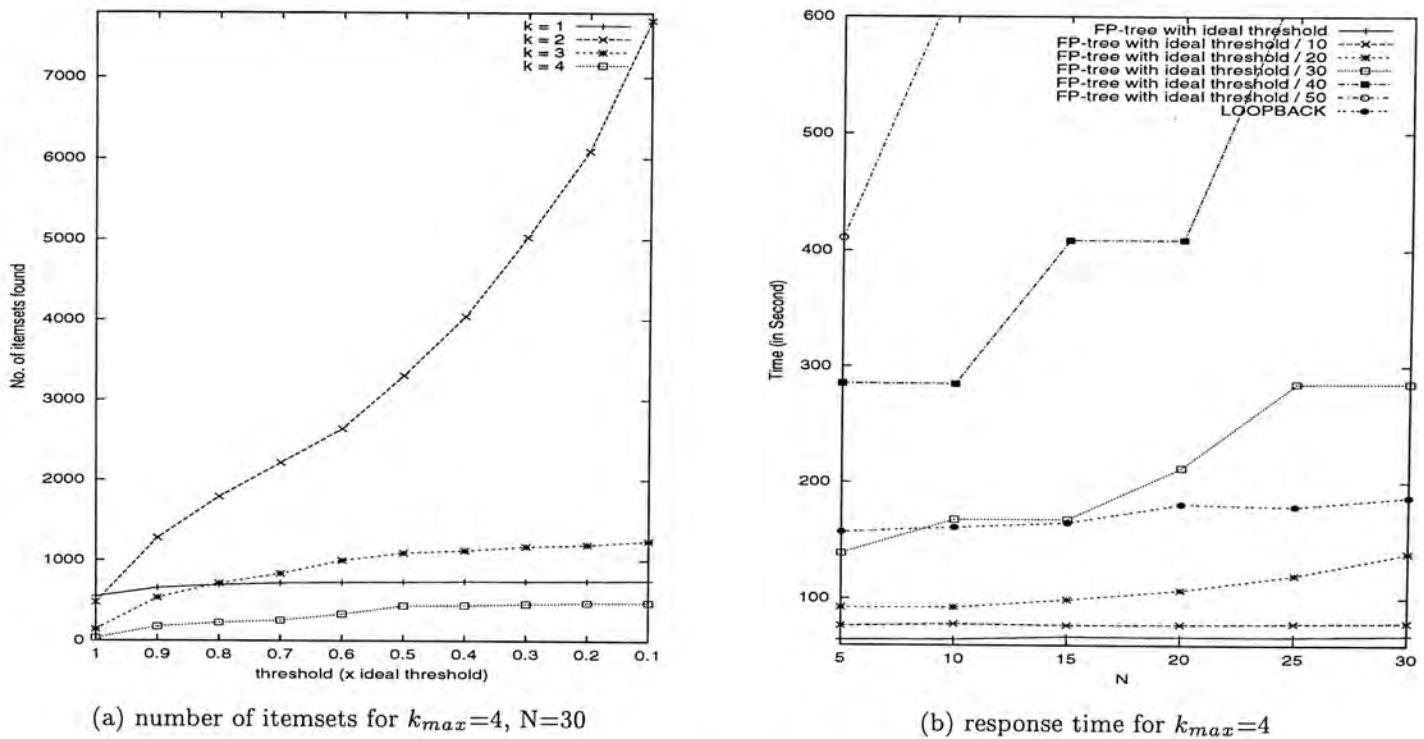 k = 1
k = 2
k = 3
k = 4
7000
6000
5000
4000
3000
2000
1000
0
No. of itemsets found
1 0.9 0.8 0.7 0.6 0.5 0.4 0.3 0.2 0.1
threshold (x ideal threshold)
(a) number of itemsets for kmax=4, N=30
FP-tree with ideal threshold
FP-tree with ideal threshold / 10
FP-tree with ideal threshold / 20
FP-tree with ideal threshold / 30
FP-tree with ideal threshold / 40
FP-tree with ideal threshold / 50
LOOPBACK
600
500
400
300
200
100
Time (in Second)
5 10 15 20 25 30
N
(b) response time for kmax=4